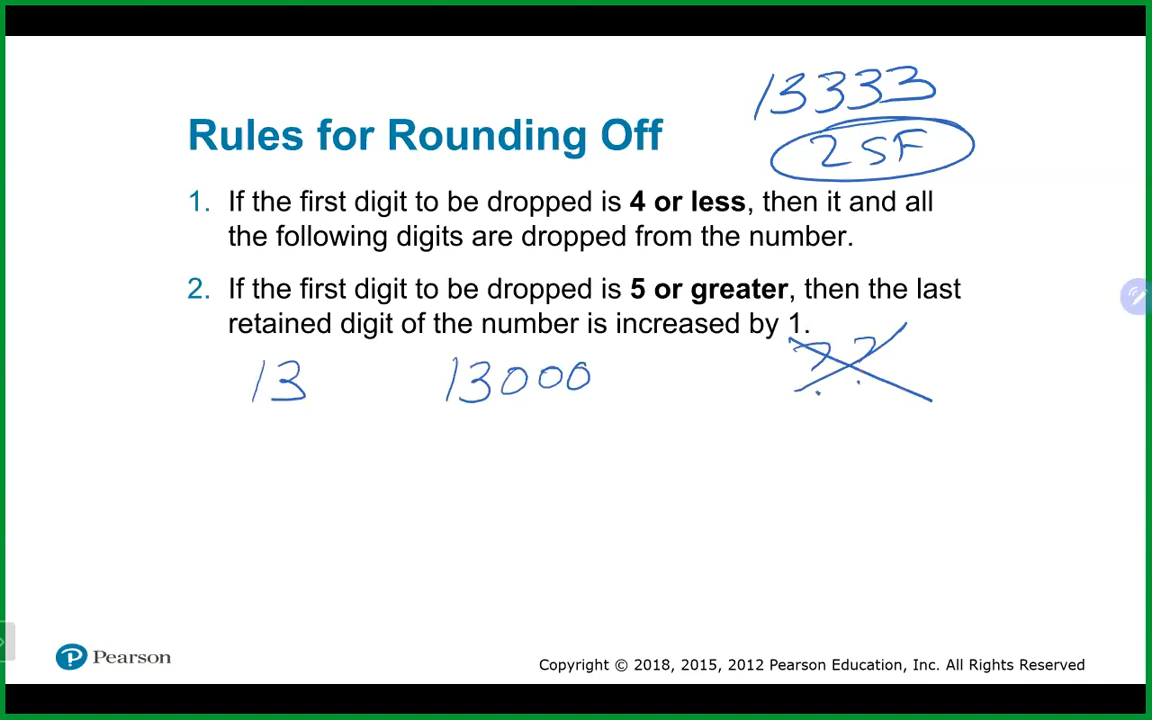 13333
Rules for Rounding Off
2 SF
1. If the first digit to be dropped is 4 or less, then it and all
the following digits are dropped from the number.
2. If the first digit to be dropped is 5 or greater, then the last
retained digit of the number is increased by 1.
13 13000 ? ?
Pearson
Copyright © 2018, 2015, 2012 Pearson Education, Inc. All Rights Reserved